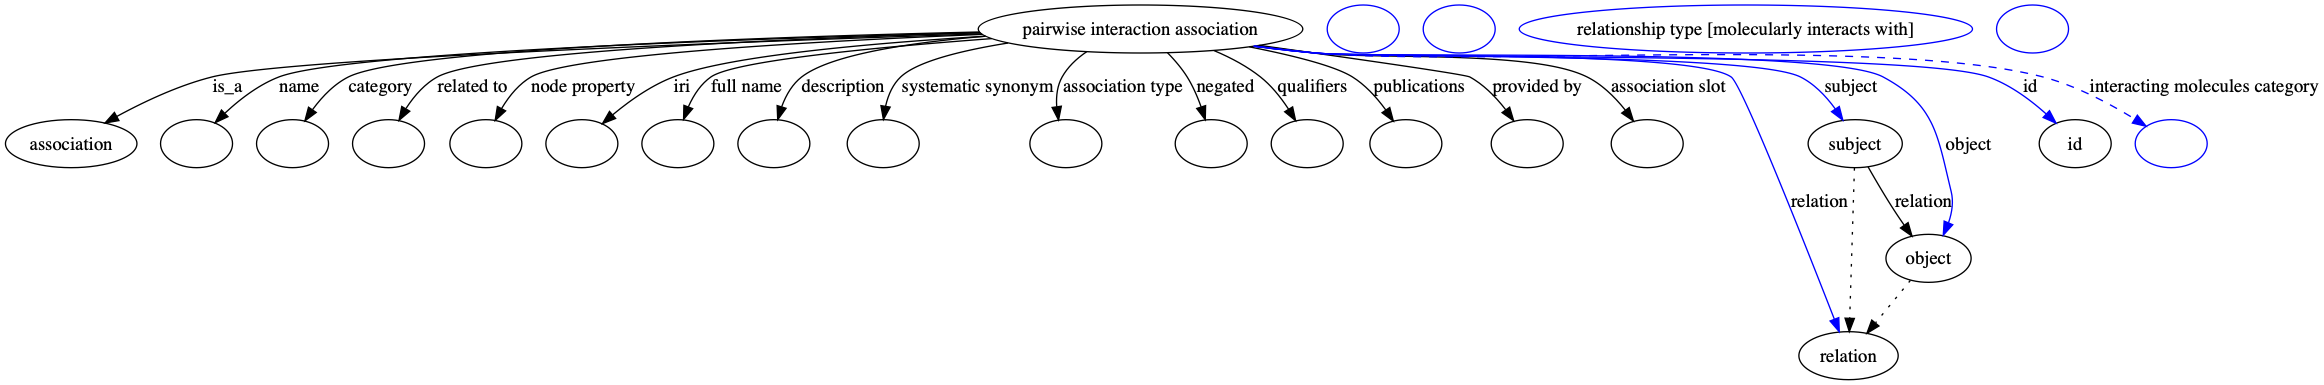 pairwise interaction association
relationship type [molecularly interacts with]
is_a
name
category
related to
node property
iri
full name
description
systematic synonym
association type
negated
qualifiers
publications
provided by
association slot
subject
id
interacting molecules category
association
subject
object
id
relation
relation
object
relation